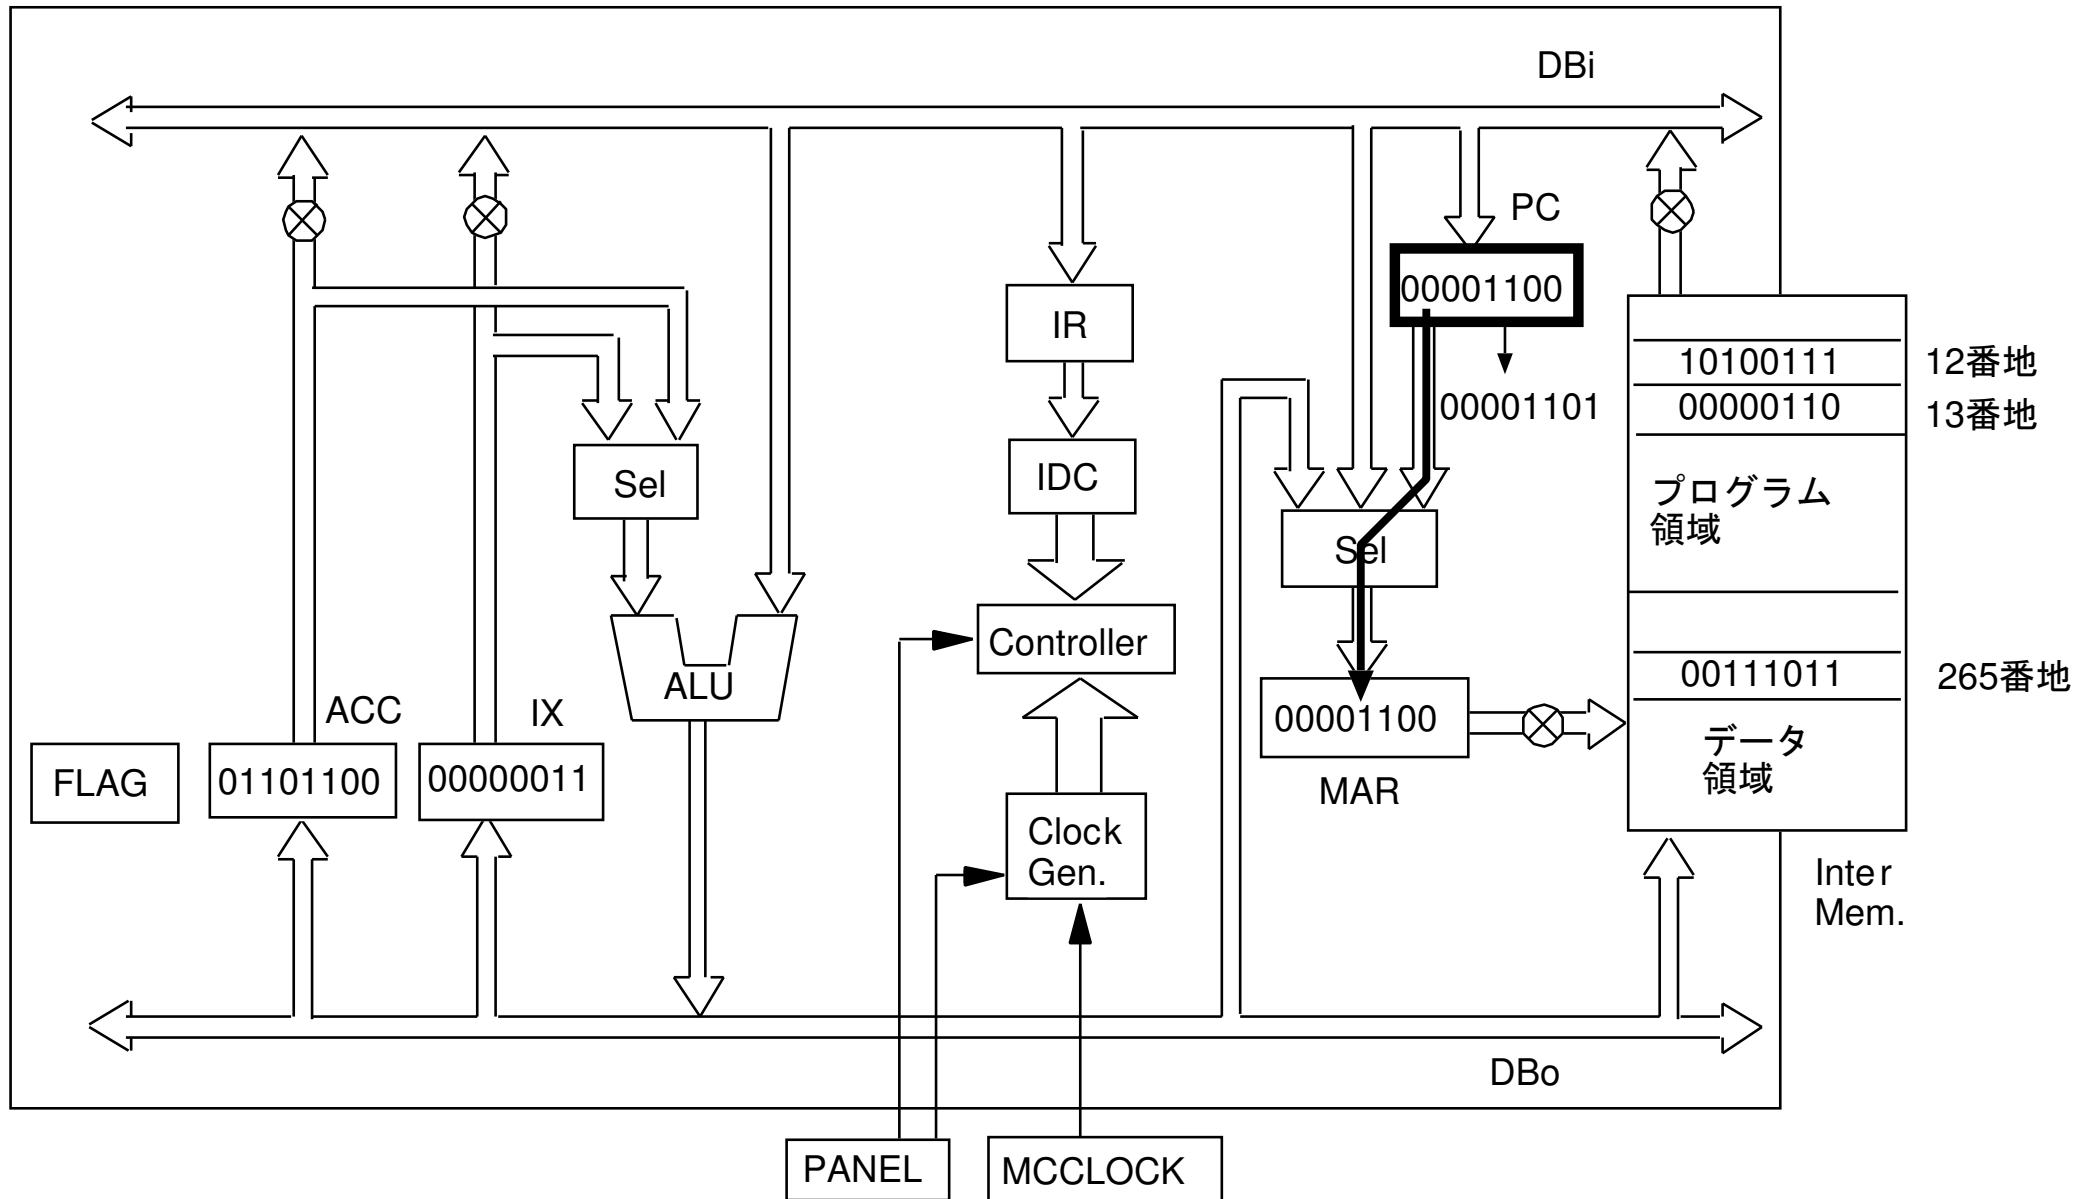 DBi
PC
00001100
IR
10100111 12番地
00001101
00000110 13番地
Sel
IDC
プログラム
領域
Sel
Controller
ALU
00111011 265番地
ACC
IX
00001100
データ
領域
FLAG
01101100
00000011
MAR
Clock
Gen.
Inter
Mem.
DBo
PANEL
MCCLOCK